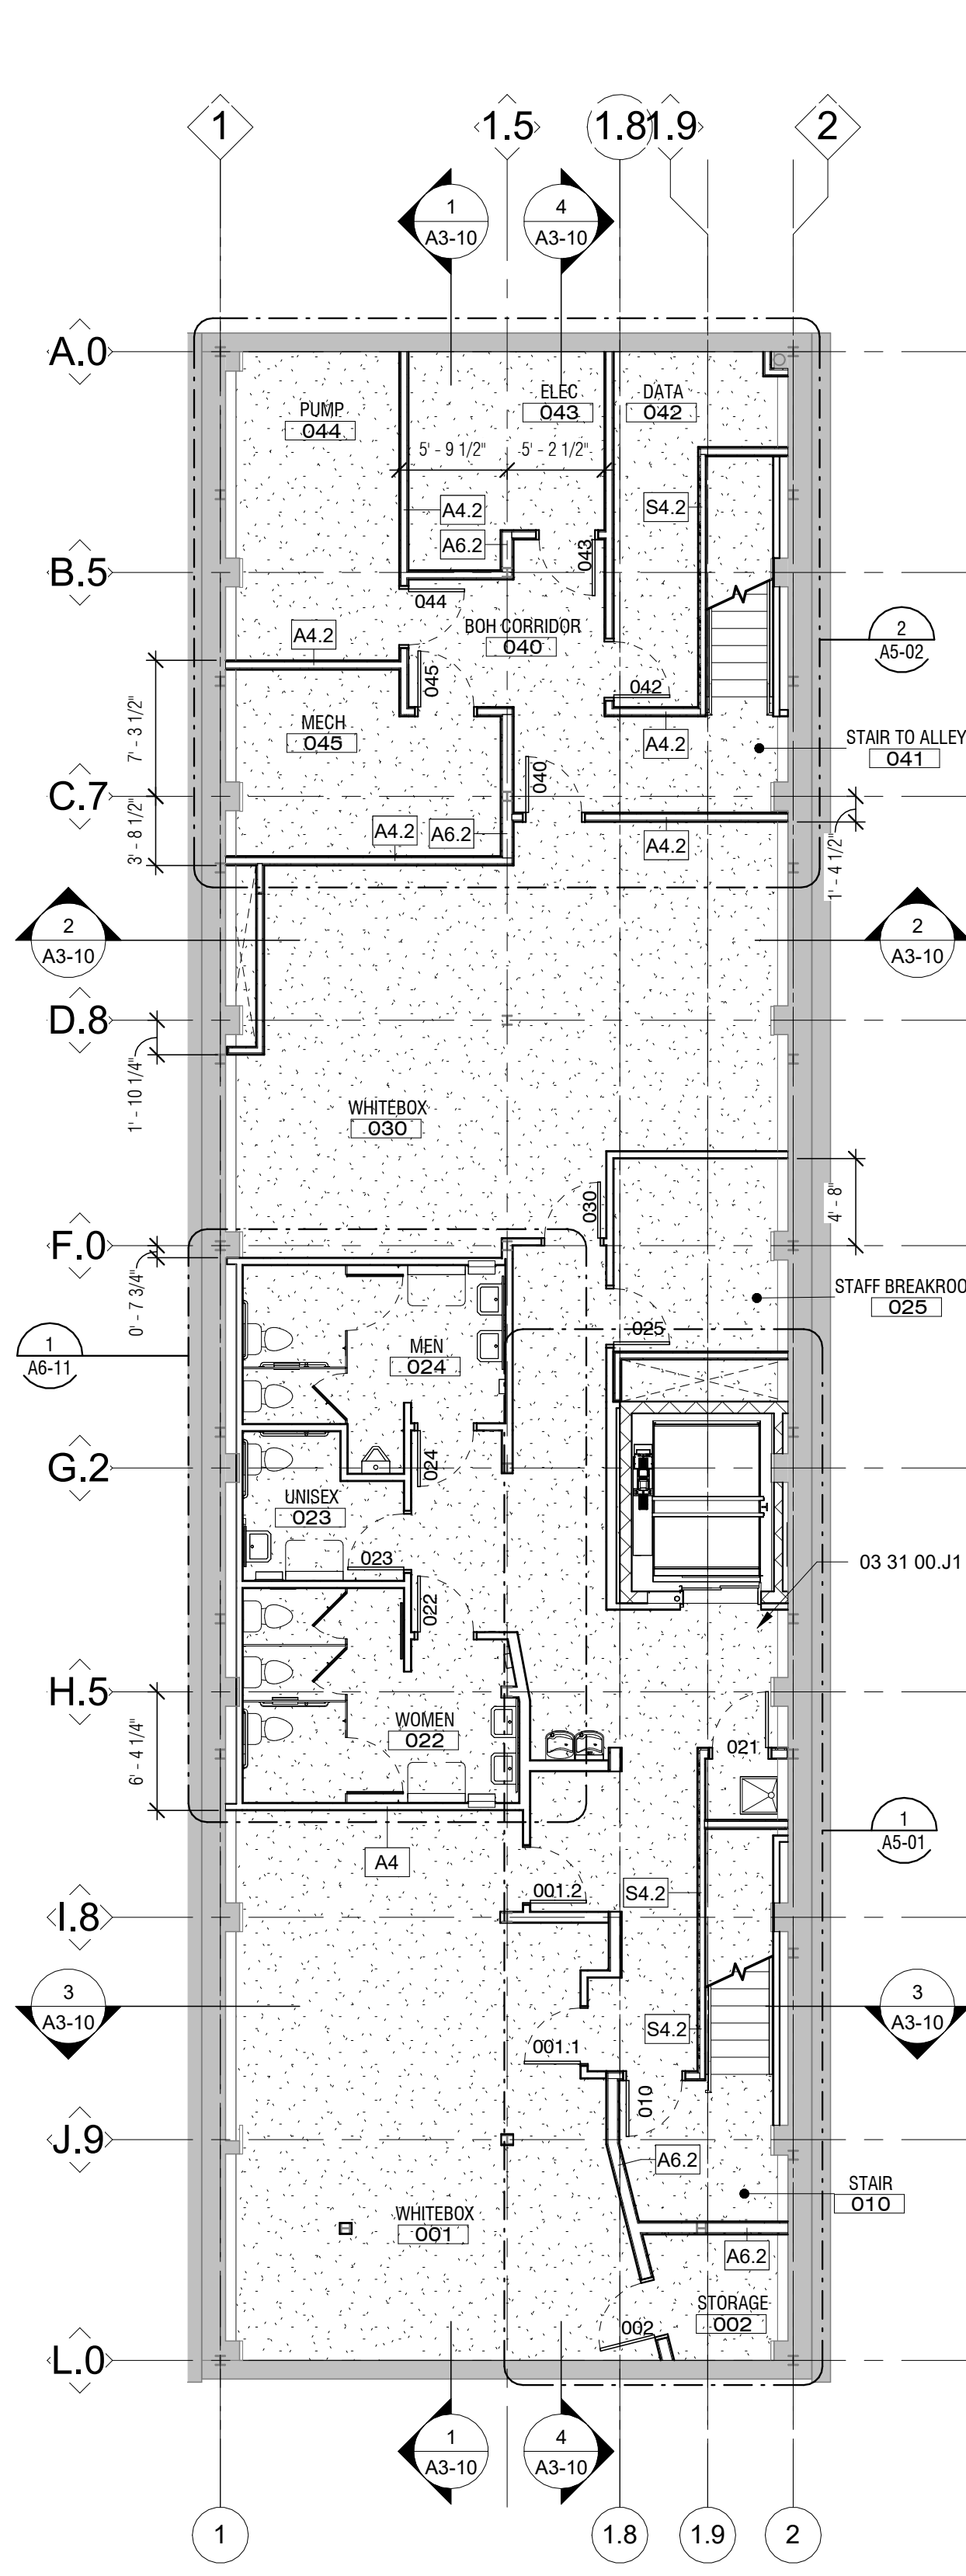 1
1.5
1.8
1.9
2
1
A3-10
4
A3-10
A.0
PUMP
044
ELEC
043
DATA
042
5' - 9 1/2"
5' - 2 1/2"
A4.2
S4.2
A6.2
043
B.5
044
BOH CORRIDOR
040
A4.2
2
A5-02
045
042
7' - 3 1/2"
MECH
045
A4.2
STAIR TO ALLEY
041
040
C.7
3' - 8 1/2"
A4.2
A6.2
A4.2
1' - 4 1/2"
2
A3-10
2
A3-10
D.8
1' - 10 1/4"
WHITEBOX
030
030
4' - 8"
F.0
0' - 7 3/4"
STAFF BREAKROO
025
1
A6-11
025
MEN
024
024
G.2
UNISEX
023
023
03 31 00.J1
022
H.5
WOMEN
022
021
6' - 4 1/4"
1
A5-01
A4
001.2
S4.2
I.8
3
A3-10
3
A3-10
S4.2
001.1
010
J.9
A6.2
STAIR
010
WHITEBOX
001
A6.2
STORAGE
002
002
L.0
1
A3-10
4
A3-10
1
1.8
1.9
2